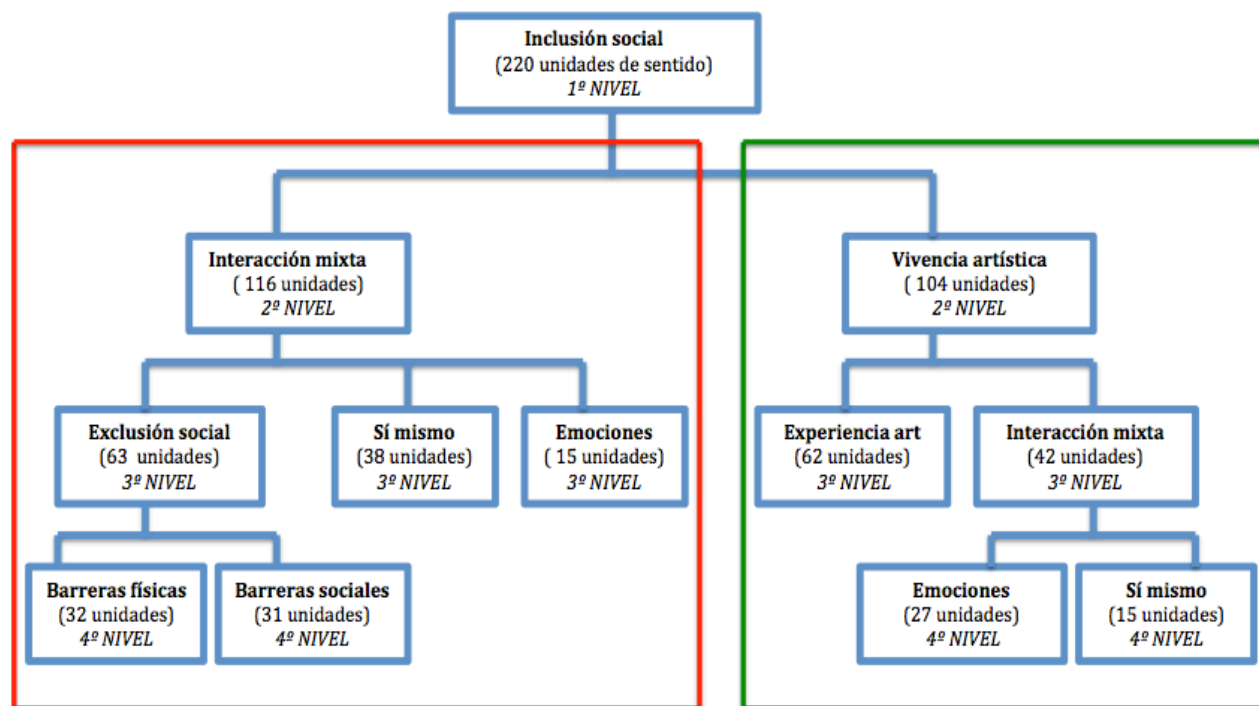 Inclusión social
(220 unidades de sentido)
1º NIVEL
Interacción mixta
( 116 unidades)
2º NIVEL
Vivencia artística
( 104 unidades)
2º NIVEL
Exclusión social
(63 unidades)
3º NIVEL
Sí mismo
(38 unidades)
3º NIVEL
Emociones
( 15 unidades)
3º NIVEL
Experiencia art
(62 unidades)
3º NIVEL
Interacción mixta
(42 unidades)
3º NIVEL
Barreras físicas
(32 unidades)
4º NIVEL
Barreras sociales
(31 unidades)
4º NIVEL
Emociones
(27 unidades)
4º NIVEL
Sí mismo
(15 unidades)
4º NIVEL